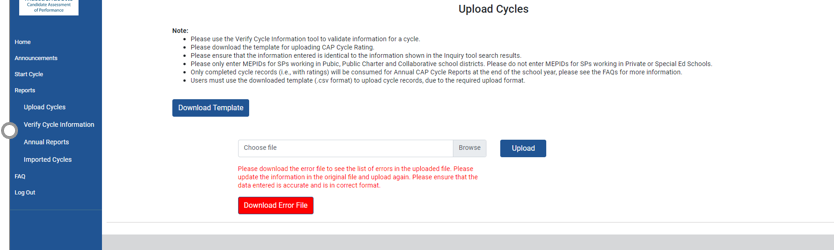 Candidate Assessment
of Performance
Upload Cycles
Home
Announcements
Start Cycle
Reports
Upload Cycles
Verify Cycle Information
Annual Reports
Imported Cycles
FAQ
Log Out
Note:
Please use the Verify Cycle Information tool to validate information for a cycle.
Please download the template for uploading CAP Cycle Rating.
Please ensure that the information entered is identical to the information shown in the Inquiry tool search results.
Please only enter MEPIDs for SPs working in Pubic, Public Charter and Collaborative school districts. Please do not enter MEPIDs for SPs working in Private or Special Ed Schools.
Only completed cycle records (i.e., with ratings) will be consumed for Annual CAP Cycle Reports at the end of the school year, please see the FAQs for more information.
Users must use the downloaded template (.csv format) to upload cycle records, due to the required upload format.
Download Template
Choose file
Browse
Upload
Please download the error file to see the list of errors in the uploaded file. Please
update the information in the original file and upload again. Please ensure that the
data entered is accurate and is in correct format.
Download Error File